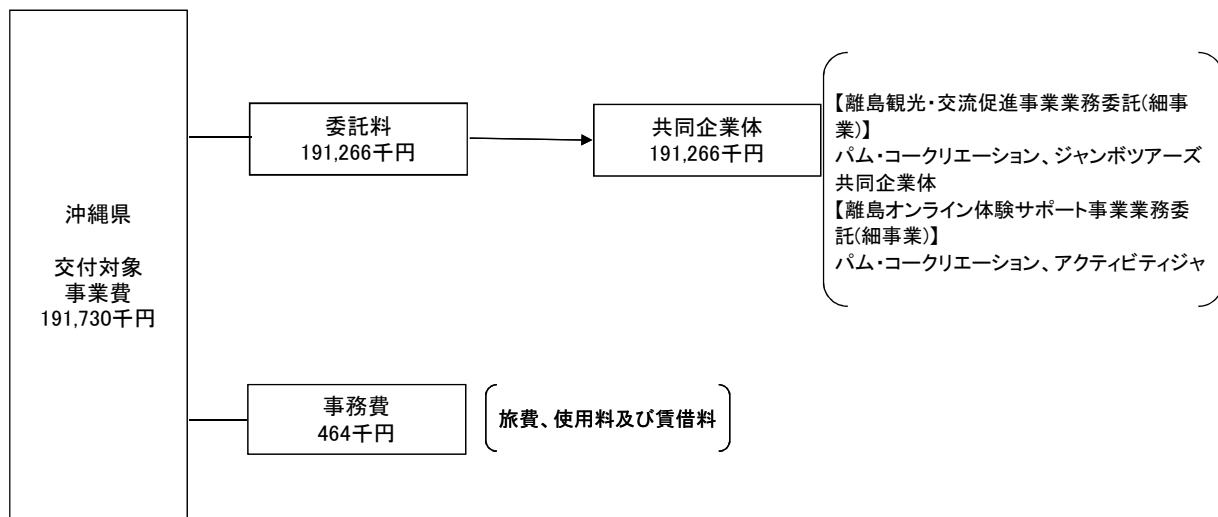 沖縄県
交付対象
事業費
191,730千円
委託料
191,266千円
共同企業体
191,266千円
【離島観光・交流促進事業業務委託(細事
業)】
パム・コークリエーション、ジャンボツアーズ
共同企業体
【離島オンライン体験サポート事業業務委
託(細事業)】
パム・コークリエーション、アクティビティジャ
事務費
464千円
旅費、使用料及び賃借料